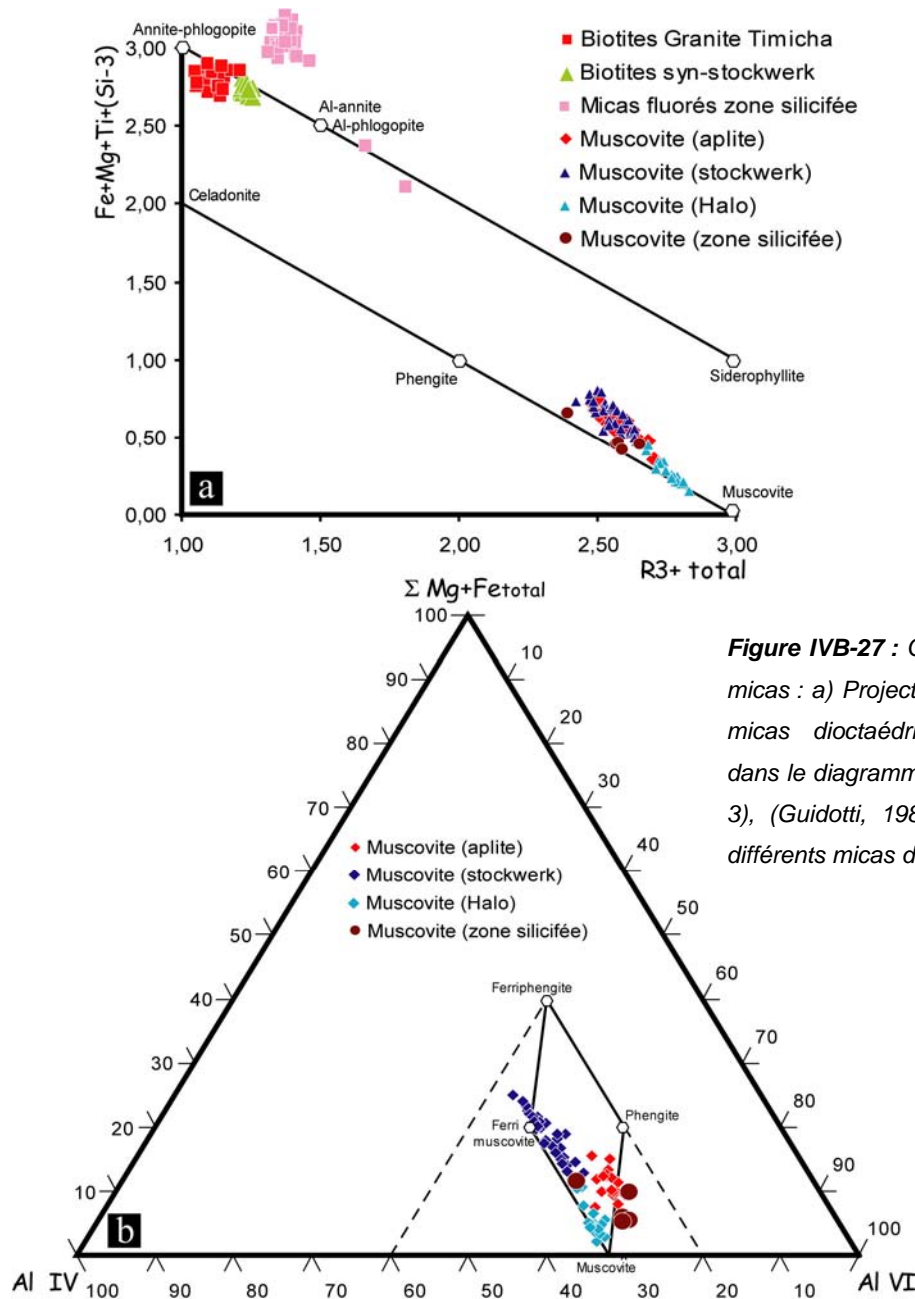 Annite-phlogopite
3,00
2,50
2,00
1,50
1,00
0,50
0,00
Fe+Mg+Ti+(Si-3)
Al-annite
Al-phlogopite
Celadonite
Phengite
Siderophyllite
Muscovite
Biotites Granite Timicha
Biotites syn-stockwerk
Micas fluorés zone silicifée
Muscovite (aplite)
Muscovite (stockwerk)
Muscovite (Halo)
Muscovite (zone silicifée)
a
1,00 1,50 2,00 2,50 3,00
R3+ total
Σ Mg+Fetotal
100
90
80
70
60
50
40
30
20
10
10
20
30
40
50
60
70
80
90
100
Muscovite (aplite)
Muscovite (stockwerk)
Muscovite (Halo)
Muscovite (zone silicifée)
Ferriphengite
Phengite
Ferri
muscovite
Muscovite
b
Al IV 100 90 80 70 60 50 40 30 20 10 Al VI
Figure IVB-27 : C
micas : a) Project
micas dioctaédri
dans le diagramm
3), (Guidotti, 198
différents micas d